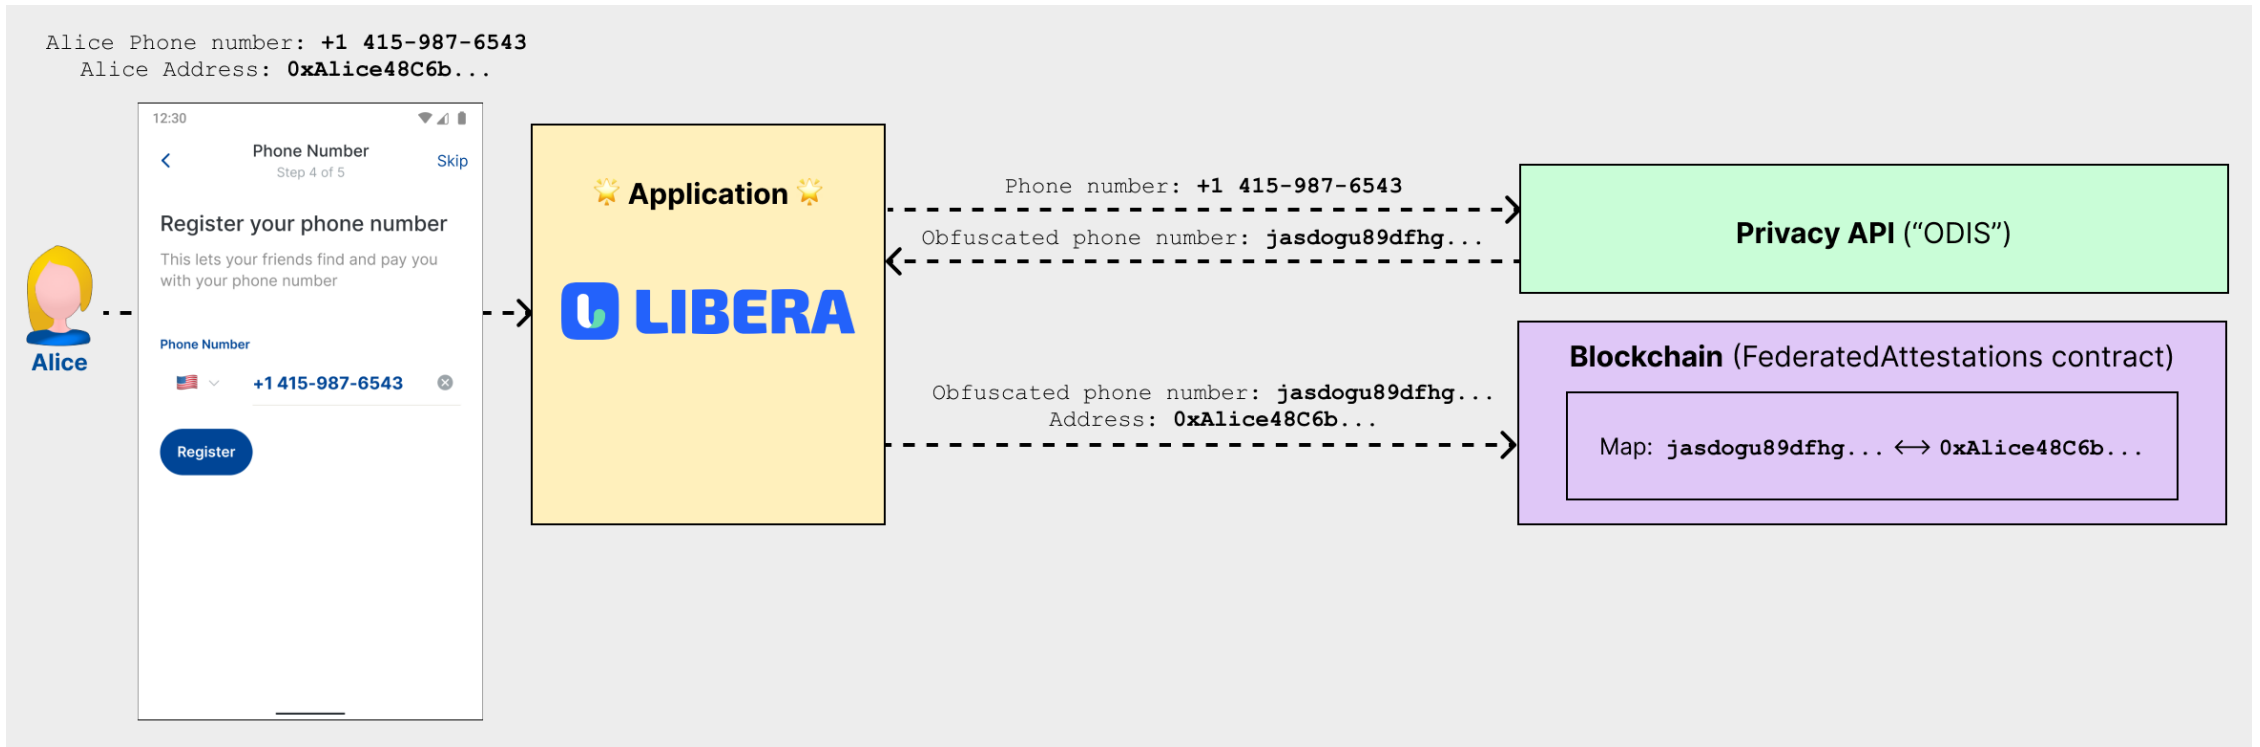 Alice Phone number: +1 415-987-6543
Alice Address: 0xAlice48C6b...
12:30
Phone Number
Skip
Step 4 of 5
Register your phone number
This lets your friends find and pay you
with your phone number
Phone Number
+1 415-987-6543
Register
Alice
Application
LIBERA
Phone number: +1 415-987-6543
Obfuscated phone number: jasdogu89dfhg...
Obfuscated phone number: jasdogu89dfhg...
Address: 0xAlice48C6b...
Privacy API (“ODIS”)
Blockchain (FederatedAttestations contract)
Map: jasdogu89dfhg... ⟷ 0xAlice48C6b...